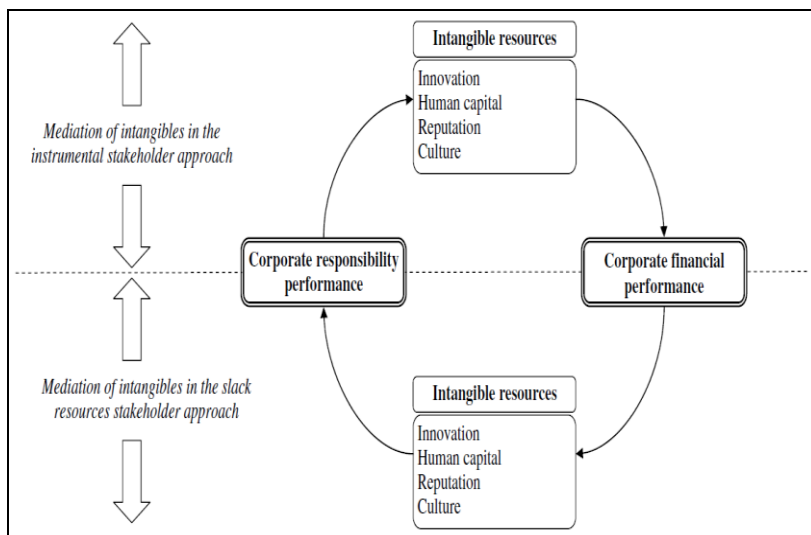 Intangible resources
Innovation
Human capital
Reputation
Culture
Mediation of intangibles in the
instrumental stakeholder approach
Corporate responsibility
performance
Corporate financial
performance
Mediation of intangibles in the slack
resources stakeholder approach
Intangible resources
Innovation
Human capital
Reputation
Culture